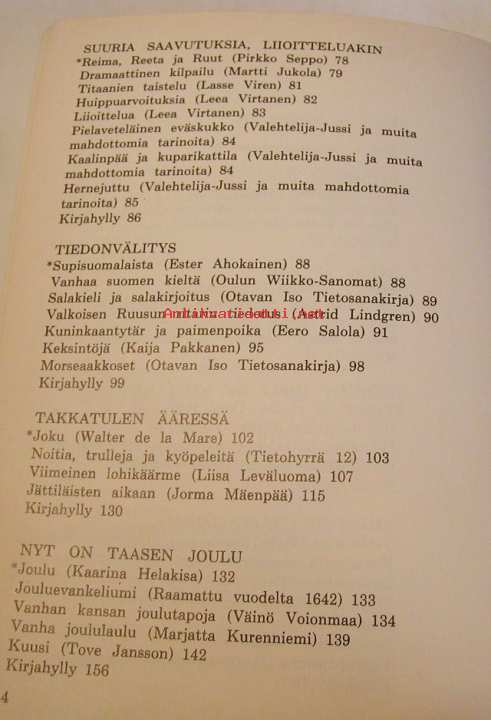 SUURIA SAAVUTUKSIA, LIIOITTELUAKIN
*Reima, Reeta ja Ruut (Pirkko Seppo) 78
Dramaattinen kilpailu (Martti Jukola) 79
Titaanien taistelu (Lasse Viren) 81
Huippuarvoituksia (Leea Virtanen) 82
Liioittelua (Leea Virtanen) 83
Pielaveteläinen eväskukko (Valehtelija-Jussi ja muita
mahdottomia tarinoita) 84
Kaalinpää ja kuparikattila (Valehtelija-Jussi ja muita
mahdottomia tarinoita) 84
Hernejuttu (Valehtelija-Jussi ja muita mahdottomia
tarinoita) 85
Kirjahylly 86
TIEDONVÄLITYS
*Supisuomalaista (Ester Ahokainen) 88
Vanhaa suomen kieltä (Oulun Wiikko-Sanomat) 88
Salakieli ja salakirjoitus (Otavan Iso Tietosanakirja) 89
Valkoisen Ruusun ritarin tiedotus (Astrid Lindgren) 90
Kuninkaantytär ja paimenpoika (Eero Salola) 91
Keksintöjä (Kaija Pakkanen) 95
Morseaakkoset (Otavan Iso Tietosanakirja) 98
Kirjahylly 99
TAKKATULEN ÄÄRESSÄ
*Joku (Walter de la Mare) 102
Noitia, trulleja ja kyöpeleitä (Tietohyrrä 12) 103
Viimeinen lohikäärme (Liisa Leväluoma) 107
Jättiläisten aikaan (Jorma Mäenpää) 115
Kirjahylly 130
NYT ON TAASEN JOULU
*Joulu (Kaarina Helakisa) 132
Jouluevankeliumi (Raamattu vuodelta 1642) 133
Vanhan kansan joulutapoja (Väinö Voionmaa) 134
Vanha joululaulu (Marjatta Kurenniemi) 139
Kuusi (Tove Jansson) 142
Kirjahylly 156
4